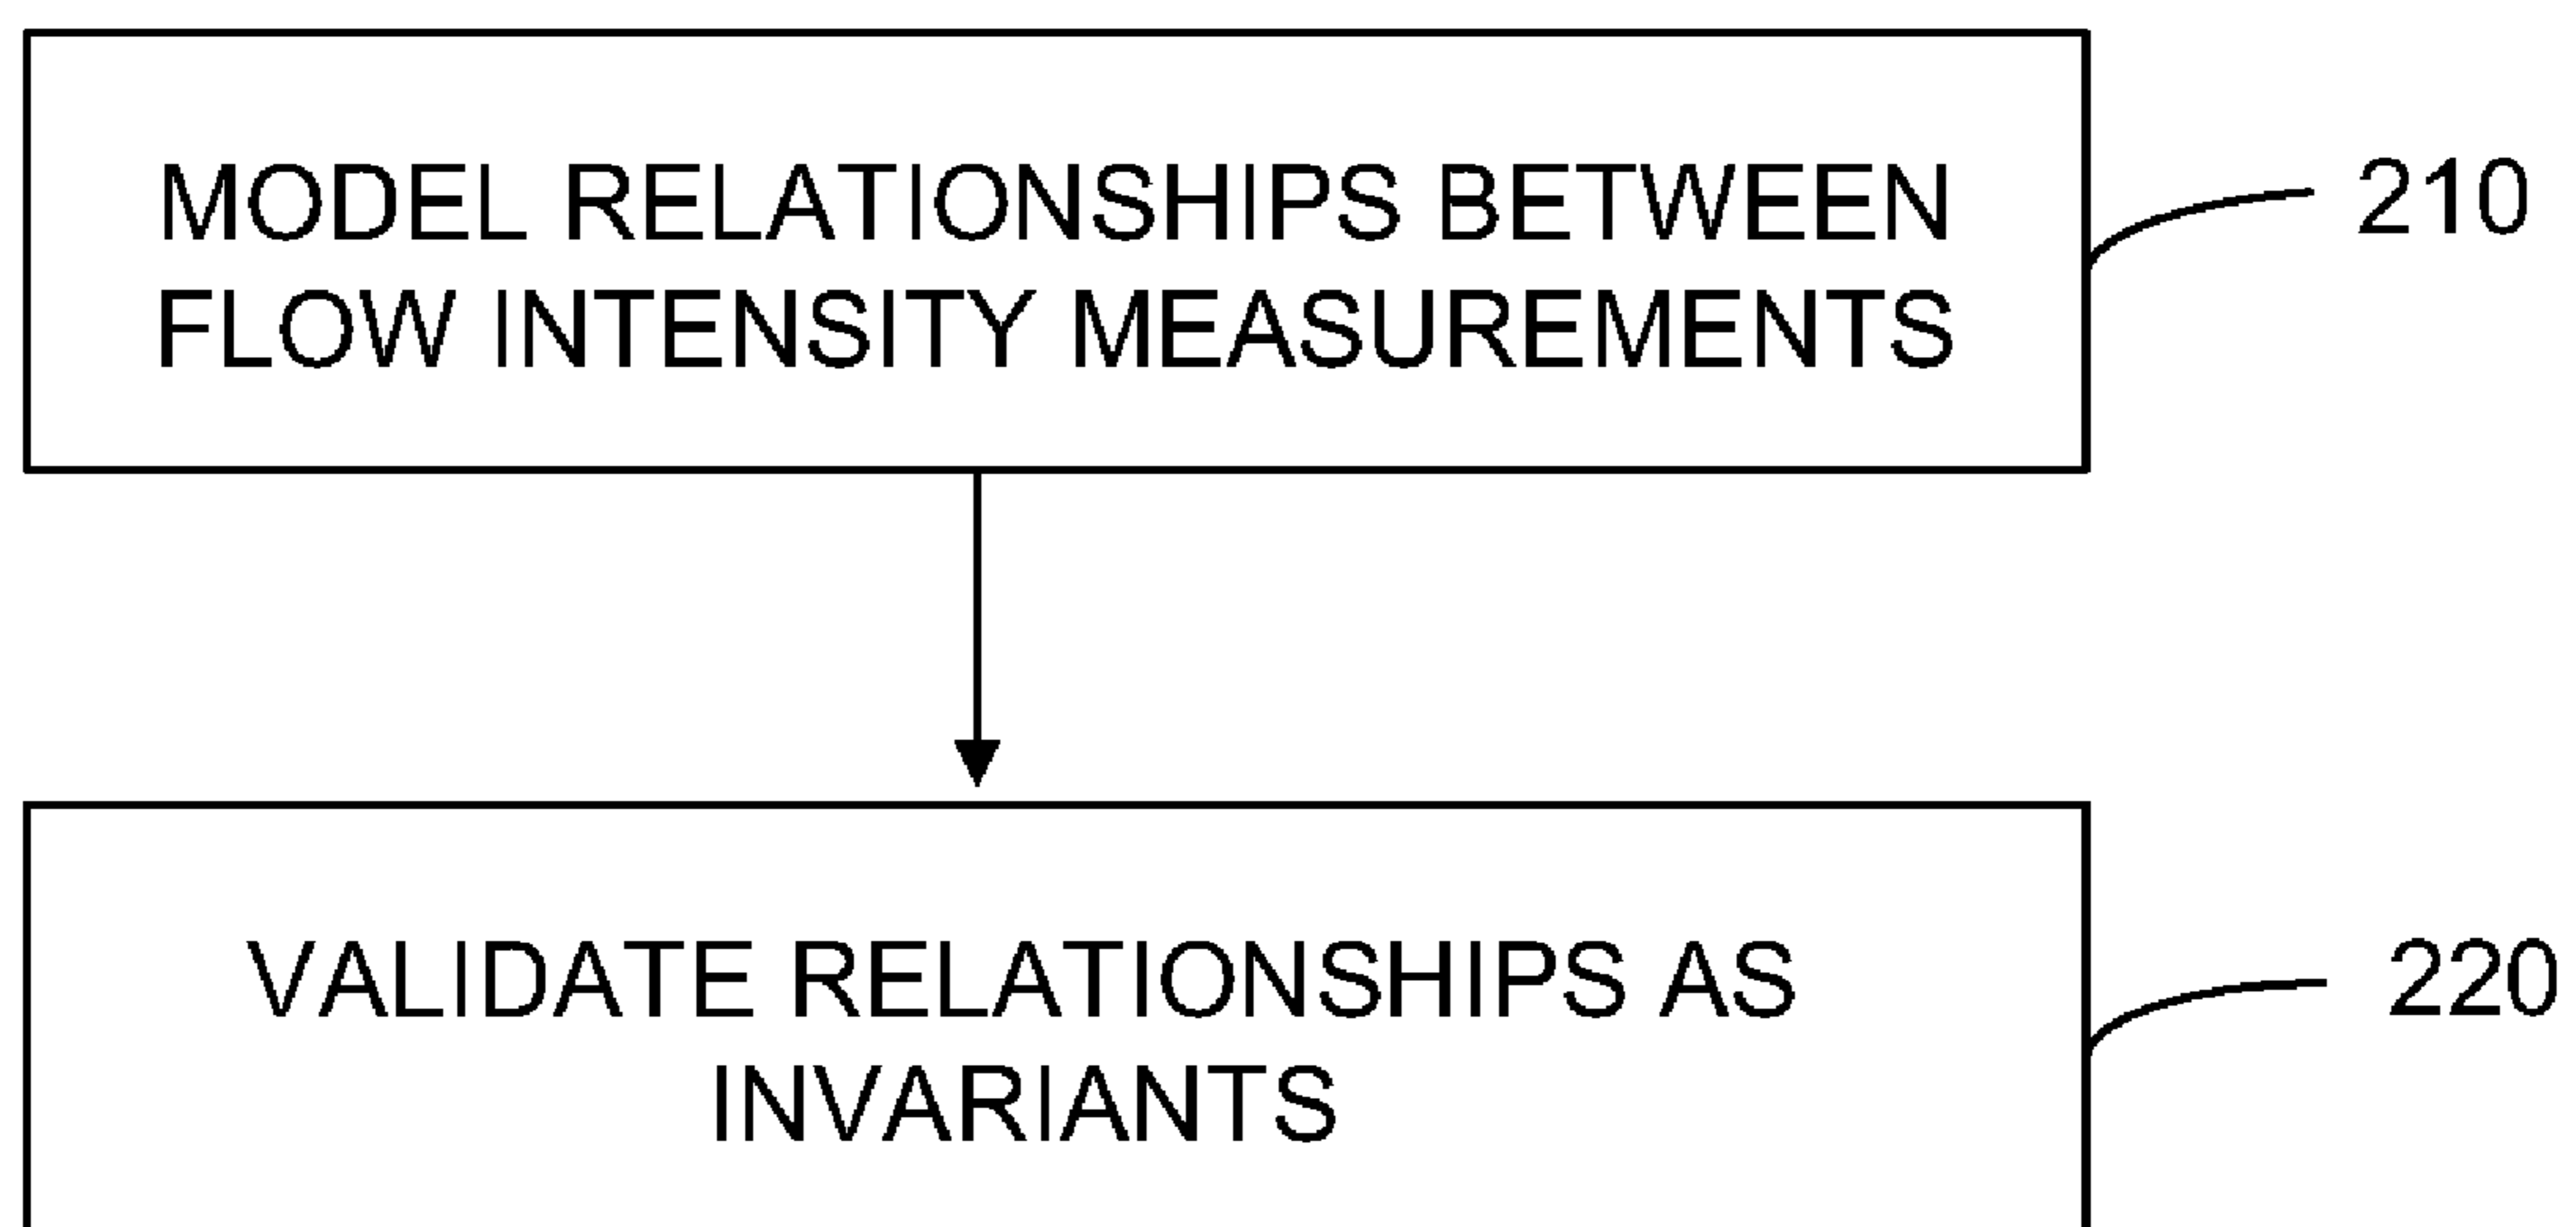 MODEL RELATIONSHIPS BETWEEN
FLOW INTENSITY MEASUREMENTS
210
VALIDATE RELATIONSHIPS AS
INVARIANTS
220